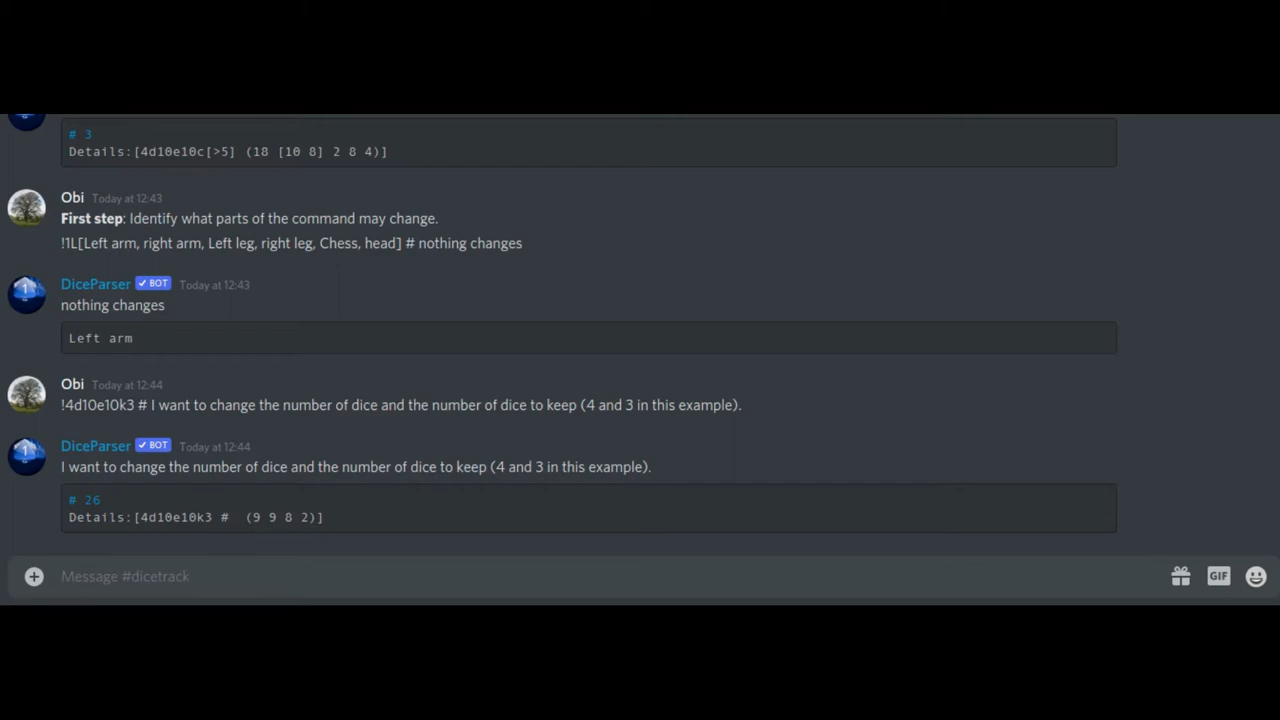 # 3
Details:[4d10e10c[>5] (18 [10 8] 2 8 4)]
Obi Today at 12:43
First step: Identify what parts of the command may change.
!1L[Left arm, right arm, Left leg, right leg, Chess, head] # nothing changes
DiceParser BOT Today at 12:43
nothing changes
Left arm
Obi Today at 12:44
!4d10e10k3 # I want to change the number of dice and the number of dice to keep (4 and 3 in this example).
DiceParser BOT Today at 12:44
I want to change the number of dice and the number of dice to keep (4 and 3 in this example).
# 26
Details:[4d10e10k3 #  (9 9 8 2)]
Message #dicetrack
GIF